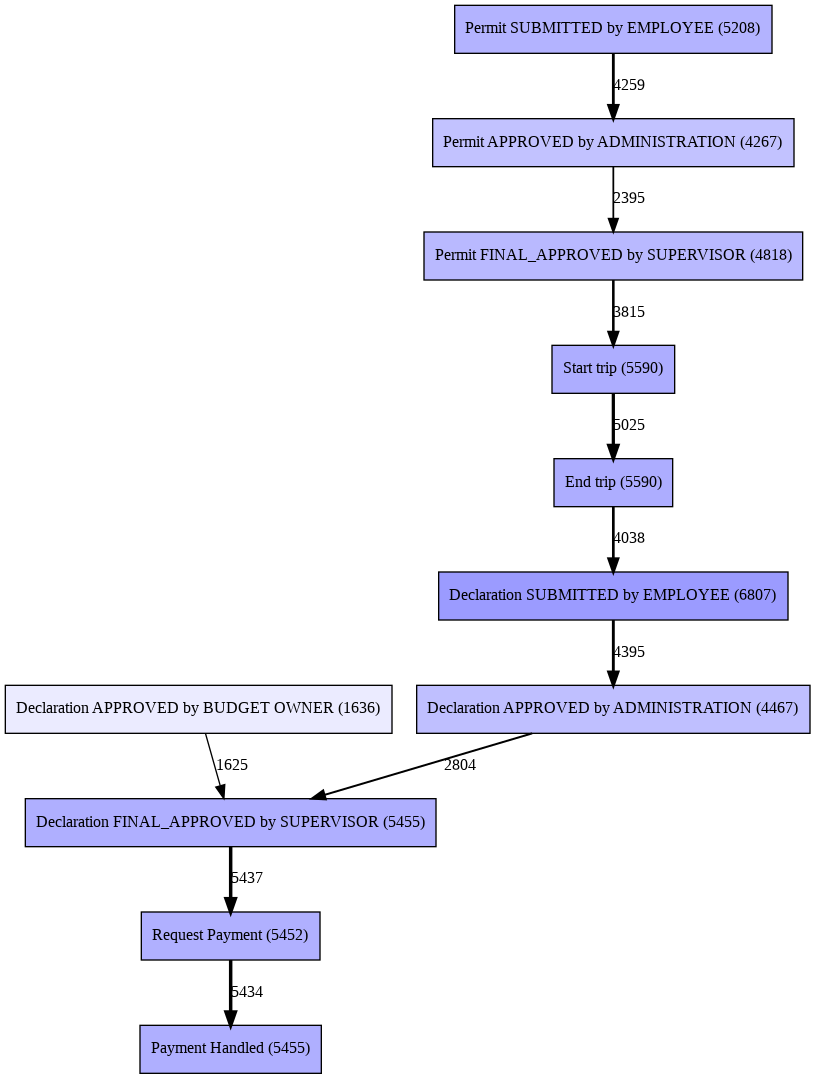 Permit SUBMITTED by EMPLOYEE (5208)
4259
Permit APPROVED by ADMINISTRATION (4267)
2395
Permit FINAL_APPROVED by SUPERVISOR (4818)
3815
Start trip (5590)
5025
End trip (5590)
4038
Declaration SUBMITTED by EMPLOYEE (6807)
4395
Declaration APPROVED by BUDGET OWNER (1636)
Declaration APPROVED by ADMINISTRATION (4467)
1625
2804
Declaration FINAL_APPROVED by SUPERVISOR (5455)
5437
Request Payment (5452)
5434
Payment Handled (5455)